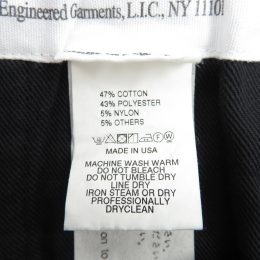 Engineered Garments, L.I.C., NY 11101
47% COTTON
43% POLYESTER
5% NYLON
5% OTHERS
MADE IN USA
MACHINE WASH WARM
DO NOT BLEACH
DO NOT TUMBLE DRY
LINE DRY
IRON STEAM OR DRY
PROFESSIONALLY
DRYCLEAN